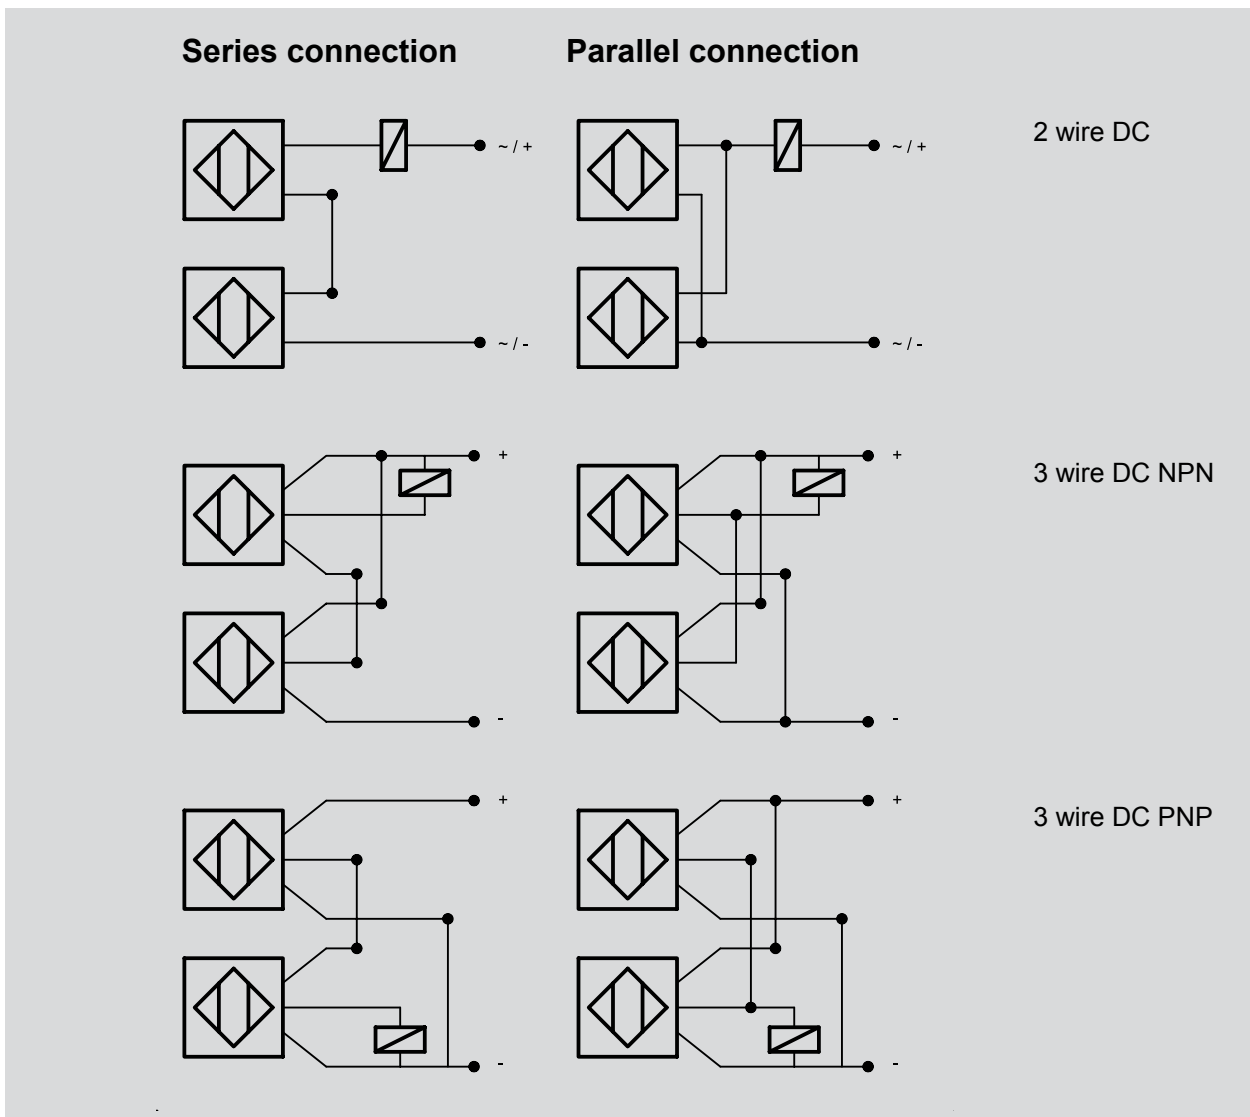 Series connection
Parallel connection
~ / +
~ / +
2 wire DC
~ / -
~ / -
+
+
3 wire DC NPN
-
-
+
+
3 wire DC PNP
-
-